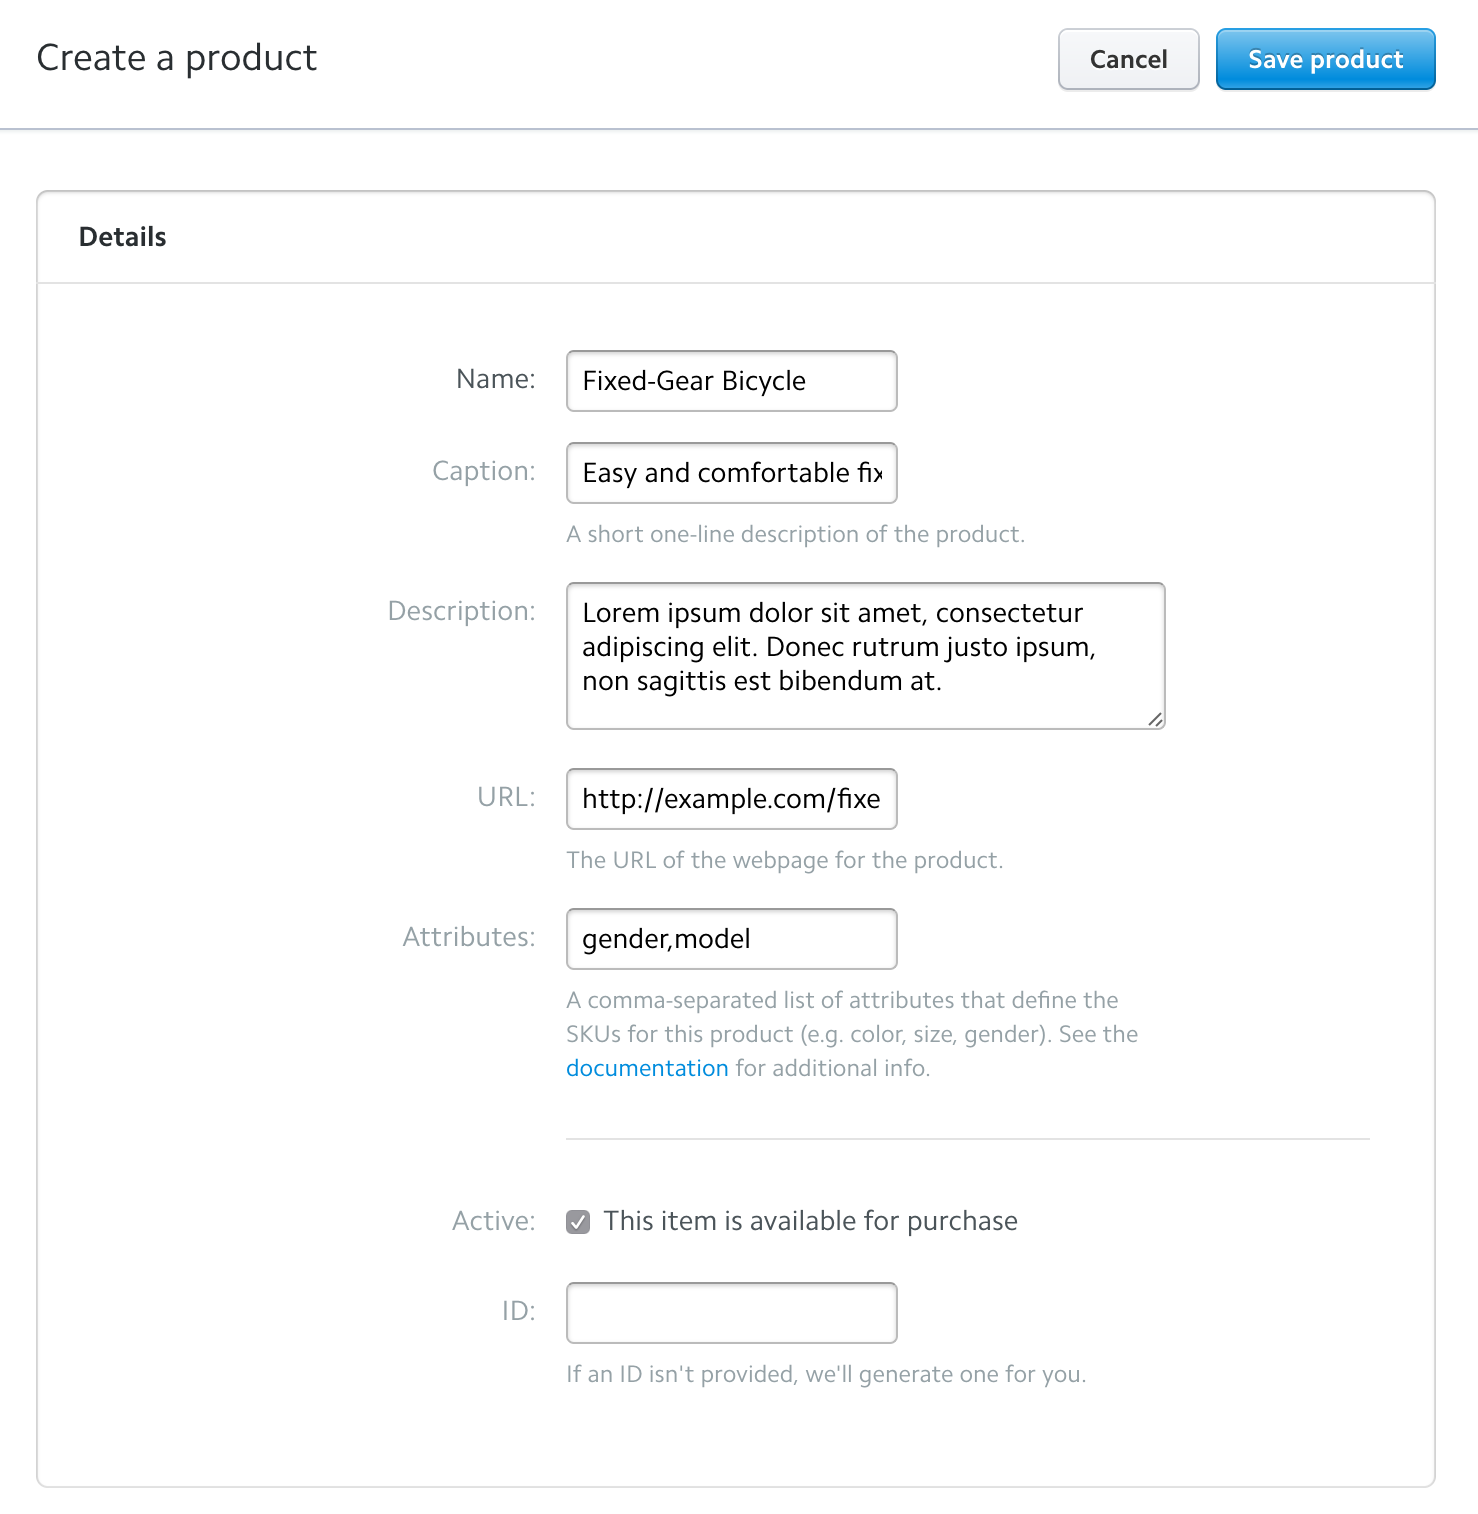 Create a product
Cancel
Save product
Details
Name:
Fixed-Gear Bicycle
Caption:
Easy and comfortable fix
A short one-line description of the product.
Description:
Lorem ipsum dolor sit amet, consectetur
adipiscing elit. Donec rutrum justo ipsum,
non sagittis est bibendum at.
URL:
http://example.com/fixe
The URL of the webpage for the product.
Attributes:
gender,model
A comma-separated list of attributes that define the
SKUs for this product (e.g. color, size, gender). See the
documentation for additional info.
Active:
This item is available for purchase
ID:
If an ID isn't provided, we'll generate one for you.